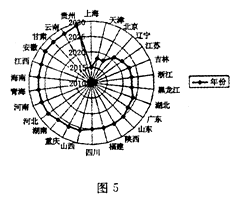 上海
天津
北京
辽宁
江苏
吉林
浙江
黑龙江
湖北
广东
山东
陕西
福建
四川
山西
重庆
湖南
河北
河南
青海
海南
江西
安徽
甘肃
云南
贵州
2030
2025
2020
2015
2010
年份
图 5